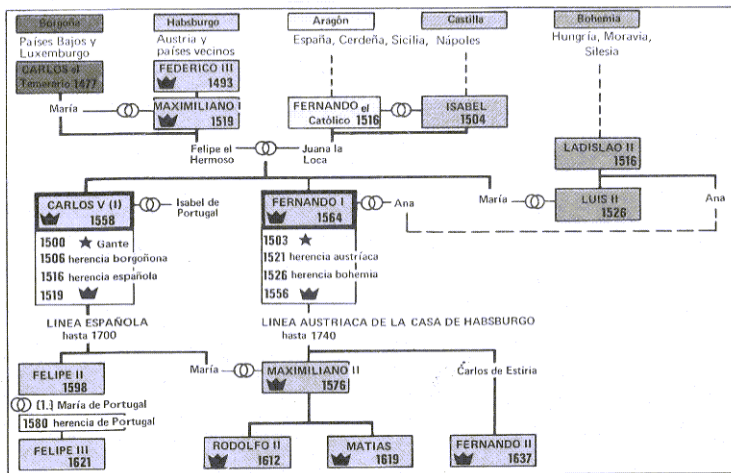 Borgoña
Habsburgo
Aragón
Castilla
Bohemia
Países Bajos y
Luxemburgo
Austria y
países vecinos
España, Cerdeña, Sicilia, Nápoles
Hungría, Moravia,
Silesia
CARLOS el
Temerario 1477
FEDERICO III
1493
María
MAXIMILIANO I
1519
FERNANDO el
Católico 1516
ISABEL
1504
Felipe el
Hermoso
Juana la
Loca
LADISLAO II
1516
CARLOS V (I)
1558
Isabel de
Portugal
FERNANDO I
1564
Ana
María
LUIS II
1526
Ana
1500 Gante
1506 herencia borgoñona
1516 herencia española
1519
1503
1521 herencia austríaca
1526 herencia bohemia
1556
LINEA ESPAÑOLA
hasta 1700
LINEA AUSTRIACA DE LA CASA DE HABSBURGO
hasta 1740
FELIPE II
1598
María
MAXIMILIANO II
1576
Carlos de Estiria
(1.) María de Portugal
1580 herencia de Portugal
FELIPE III
1621
RODOLFO II
1612
MATIAS
1619
FERNANDO II
1637